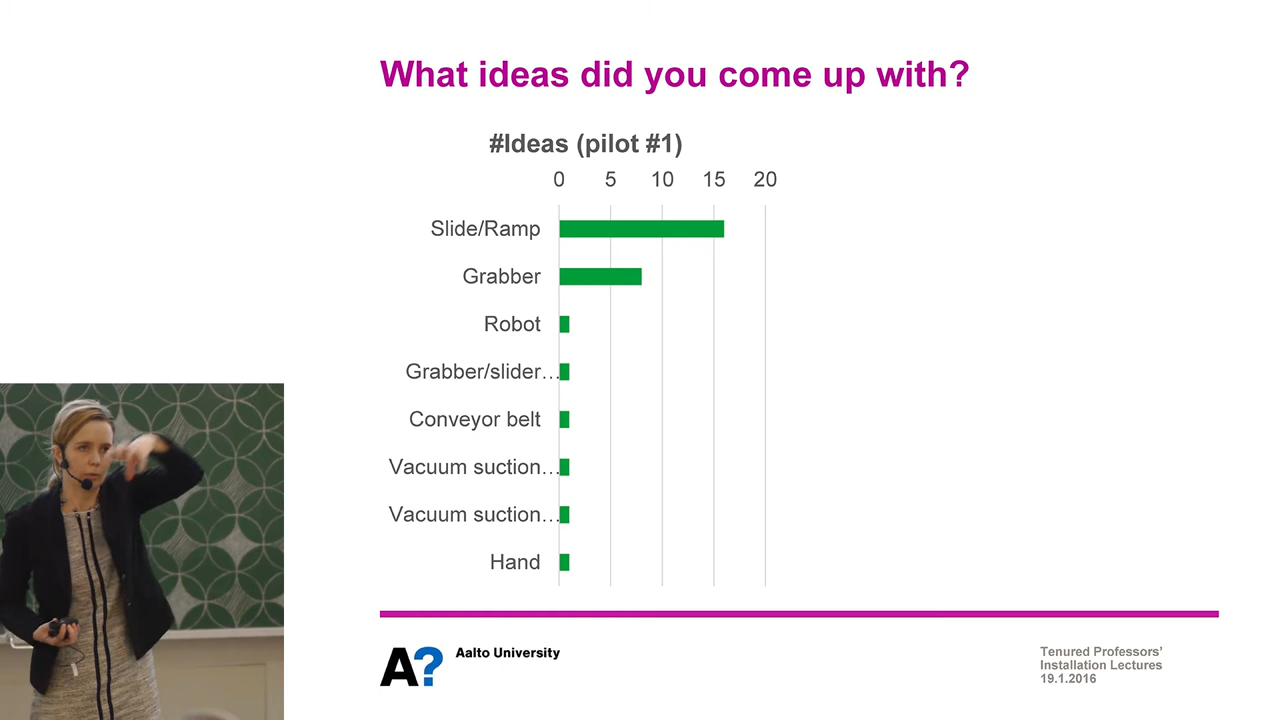 What ideas did you come up with?
#Ideas (pilot #1)
0 5 10 15 20
Slide/Ramp
Grabber
Robot
Grabber/slider…
Conveyor belt
Vacuum suction…
Vacuum suction…
Hand
A?
Aalto University
Tenured Professors’
Installation Lectures
19.1.2016